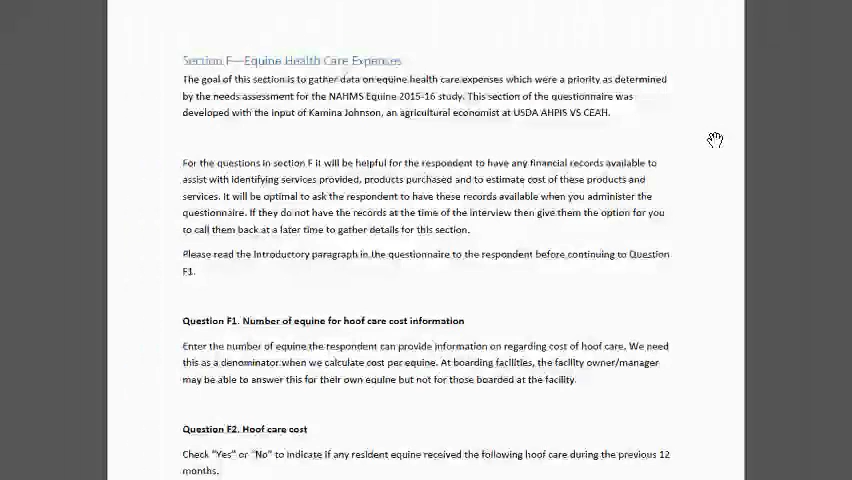 Section F—Equine Health Care Expenses
The goal of this section is to gather data on equine health care expenses which were a priority as determined
by the needs assessment for the NAHMS Equine 2015-16 study. This section of the questionnaire was
developed with the input of Kamina Johnson, an agricultural economist at USDA AHPIS VS CEAH.
For the questions in section F it will be helpful for the respondent to have any financial records available to
assist with identifying services provided, products purchased and to estimate cost of these products and
services. It will be optimal to ask the respondent to have these records available when you administer the
questionnaire. If they do not have the records at the time of the interview then give them the option for you
to call them back at a later time to gather details for this section.
Please read the Introductory paragraph in the questionnaire to the respondent before continuing to Question
F1.
Question F1. Number of equine for hoof care cost information
Enter the number of equine the respondent can provide information on regarding cost of hoof care. We need
this as a denominator when we calculate cost per equine. At boarding facilities, the facility owner/manager
may be able to answer this for their own equine but not for those boarded at the facility.
Question F2. Hoof care cost
Check "Yes" or "No" to indicate if any resident equine received the following hoof care during the previous 12
months.